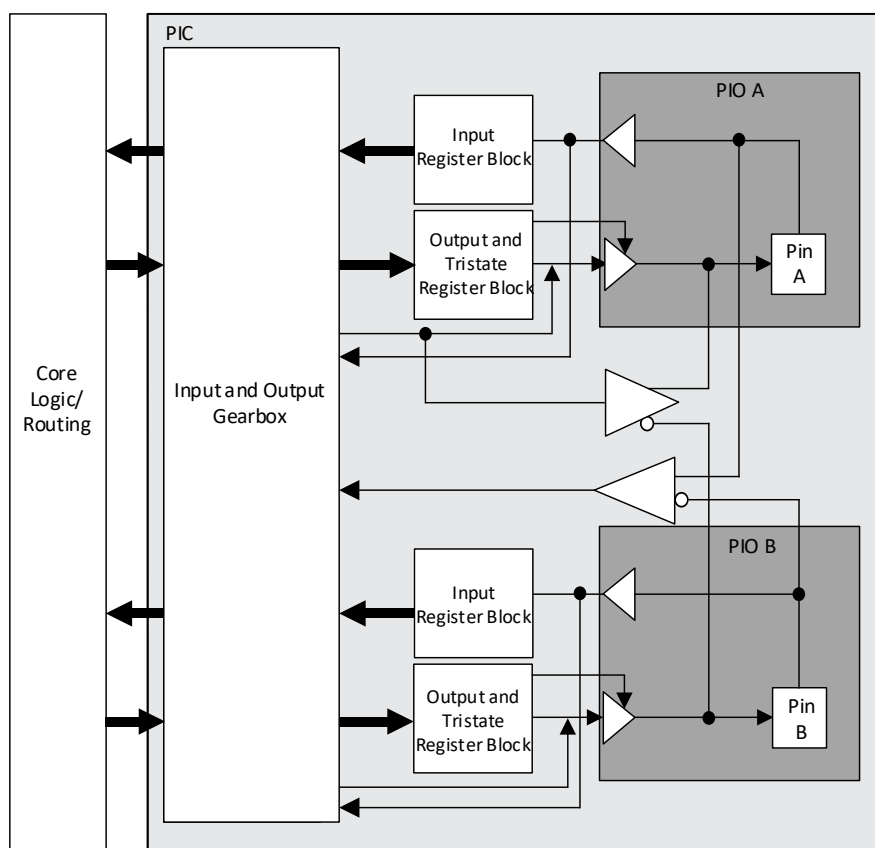 PIC
PIO A
Input
Register Block
Output and
Tristate
Register Block
Pin
A
Core
Logic/
Routing
Input and Output
Gearbox
PIO B
Input
Register Block
Output and
Tristate
Register Block
Pin
B